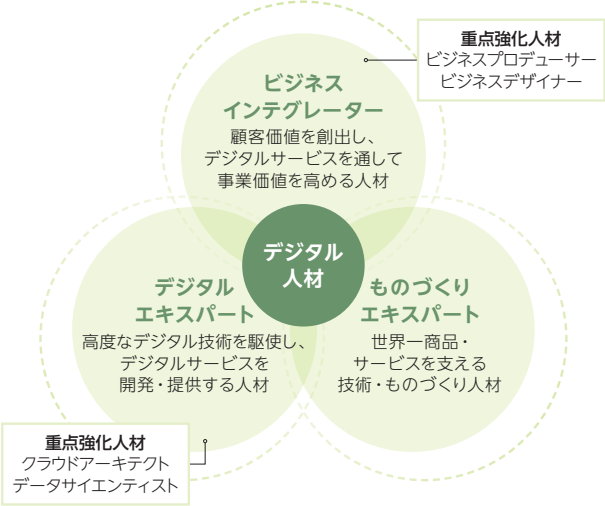 重点強化人材
ビジネスプロデューサー
ビジネスデザイナー
ビジネス
インテグレーター
顧客価値を創出し、
デジタルサービスを通して
事業価値を高める人材
デジタル
人材
デジタル
エキスパート
高度なデジタル技術を駆使し、
デジタルサービスを
開発・提供する人材
ものづくり
エキスパート
世界一商品・
サービスを支える
技術・ものづくり人材
重点強化人材
クラウドアーキテクト
データサイエンティスト